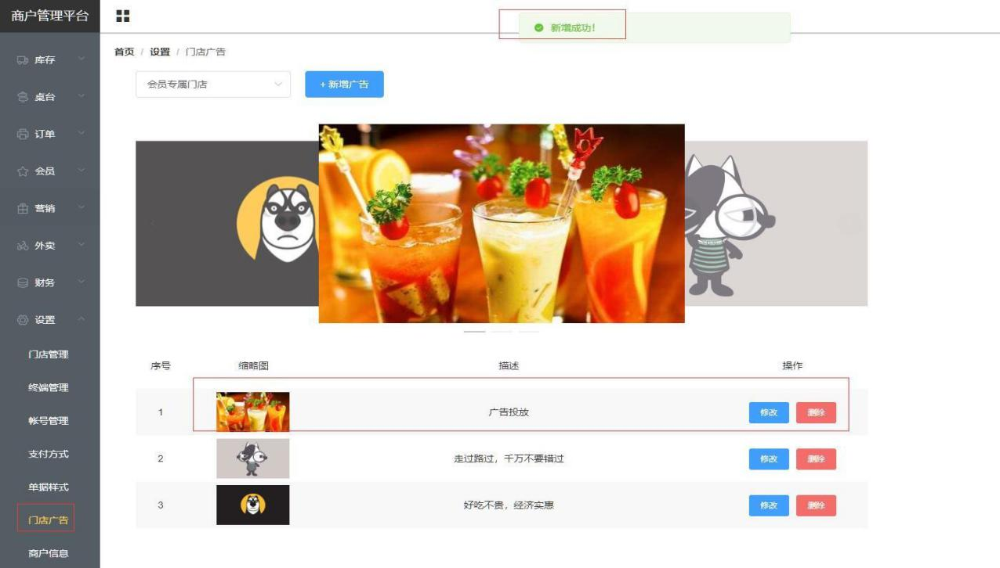 商户管理平台
新增成功!
首页 / 设置 / 门店广告
会员专属门店
+ 新增广告
库存
桌台
订单
会员
营销
外卖
财务
设置
门店管理
终端管理
帐号管理
支付方式
单据样式
门店广告
商户信息
序号 缩略图 描述 操作
1 广告投放 修改 删除
2 走过路过，千万不要错过 修改 删除
3 好吃不贵，经济实惠 修改 删除